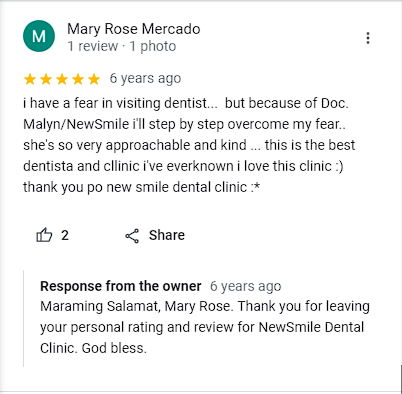 M
Mary Rose Mercado
1 review · 1 photo
6 years ago
i have a fear in visiting dentist... but because of Doc.
Malyn/NewSmile i'll step by step overcome my fear..
she's so very approachable and kind ... this is the best
dentista and cllinic i've everknown i love this clinic :)
thank you po new smile dental clinic :*
2
Share
Response from the owner 6 years ago
Maraming Salamat, Mary Rose. Thank you for leaving
your personal rating and review for NewSmile Dental
Clinic. God bless.